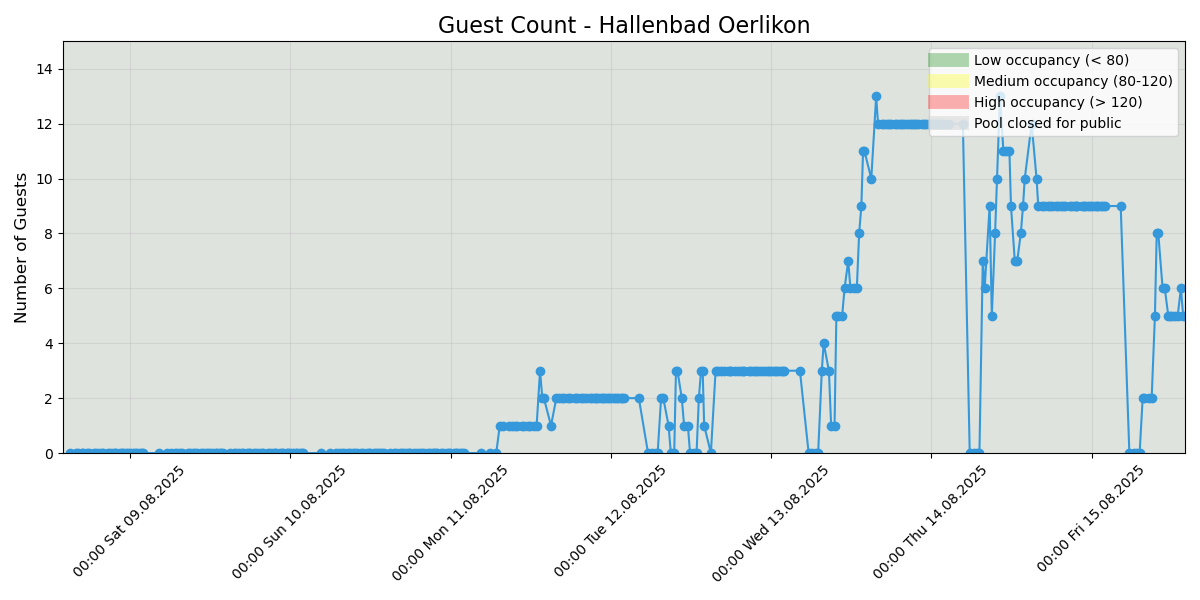 Guest Count - Hallenbad Oerlikon
Number of Guests
14
12
10
8
6
4
2
0
Low occupancy (< 80)
Medium occupancy (80-120)
High occupancy (> 120)
Pool closed for public
00:00 Sat 09.08.2025
00:00 Sun 10.08.2025
00:00 Mon 11.08.2025
00:00 Tue 12.08.2025
00:00 Wed 13.08.2025
00:00 Thu 14.08.2025
00:00 Fri 15.08.2025